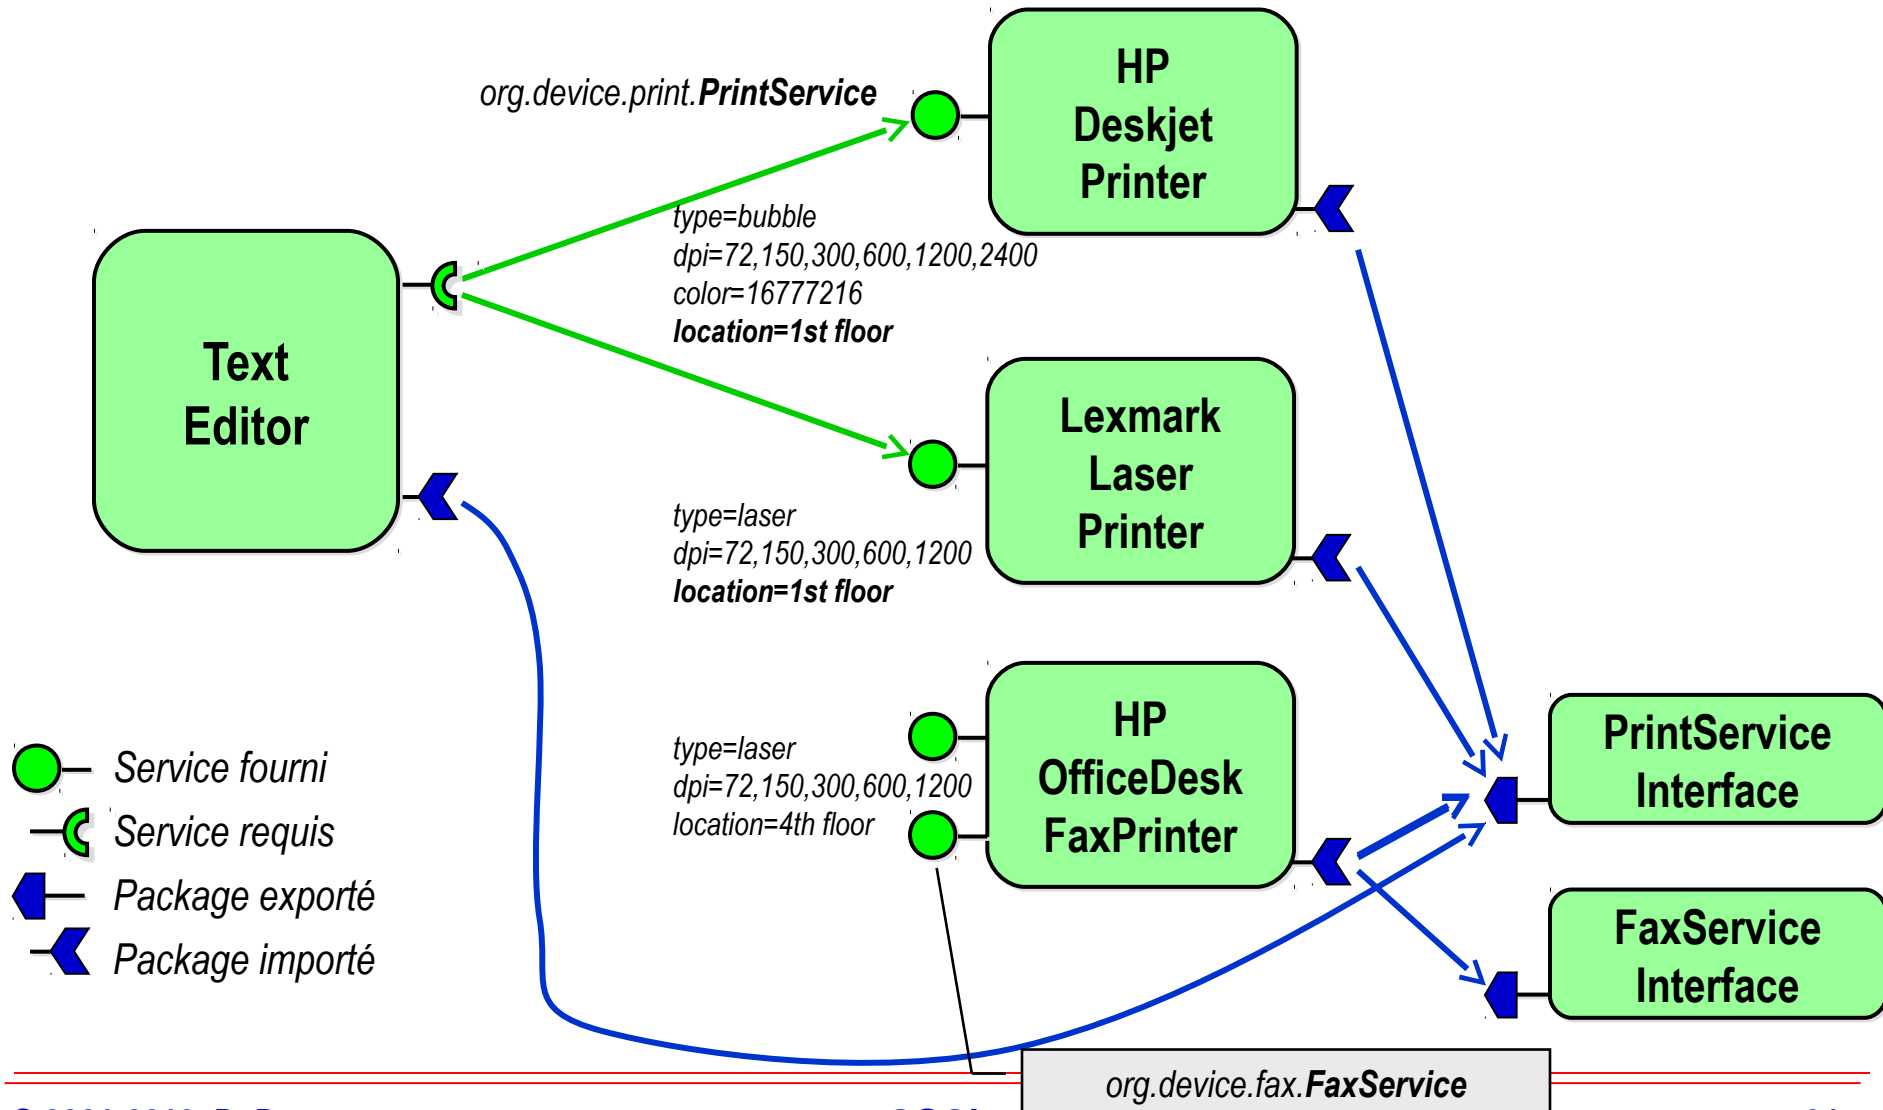 HP
Deskjet
Printer
org.device.print.PrintService
type=bubble
dpi=72,150,300,600,1200,2400
color=16777216
location=1st floor
Text
Editor
Lexmark
Laser
Printer
type=laser
dpi=72,150,300,600,1200
location=1st floor
HP
OfficeDesk
FaxPrinter
type=laser
dpi=72,150,300,600,1200
location=4th floor
PrintService
Interface
FaxService
Interface
Service fourni
Service requis
Package exporté
Package importé
org.device.fax.FaxService